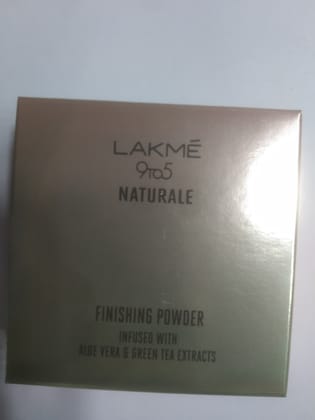 LAKMÉ
9TO5
NATURALE
FINISHING POWDER
INFUSED WITH
ALOE VERA & GREEN TEA EXTRACTS